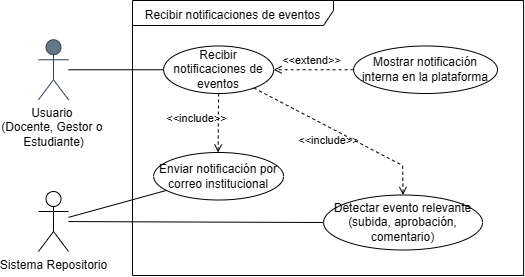 Recibir notificaciones de eventos
Recibir
notificaciones de
eventos
<<extend>>
Mostrar notificación
interna en la plataforma
Usuario
(Docente, Gestor o
Estudiante)
<<include>>
<<include>>
Enviar notificación por
correo institucional
Detectar evento relevante
(subida, aprobación,
comentario)
Sistema Repositorio